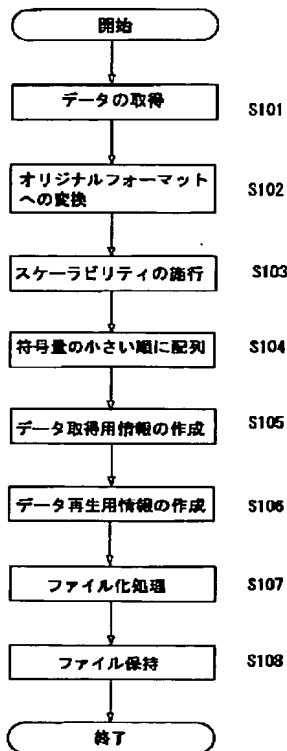 開始
データの取得
S101
オリジナルフォーマット
への変換
S102
スケーラビリティの施行
S103
符号量の小さい順に配列
S104
データ取得用情報の作成
S105
データ再生用情報の作成
S106
ファイル化処理
S107
ファイル保持
S108
終了